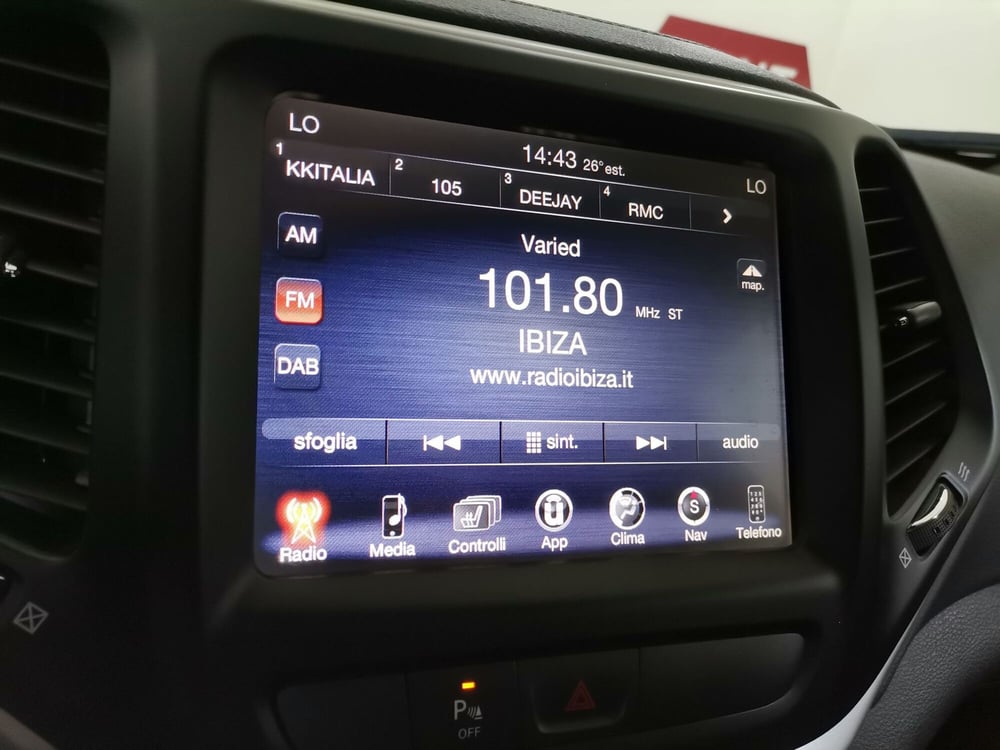 LO
14:43 26°est.
LO
1 KKITALIA 2 105 3 DEEJAY 4 RMC
AM
Varied
map.
FM
101.80 MHz ST
IBIZA
DAB
www.radioibiza.it
sfoglia sint. audio
Radio Media Controlli App Clima Nav Telefono
P
OFF